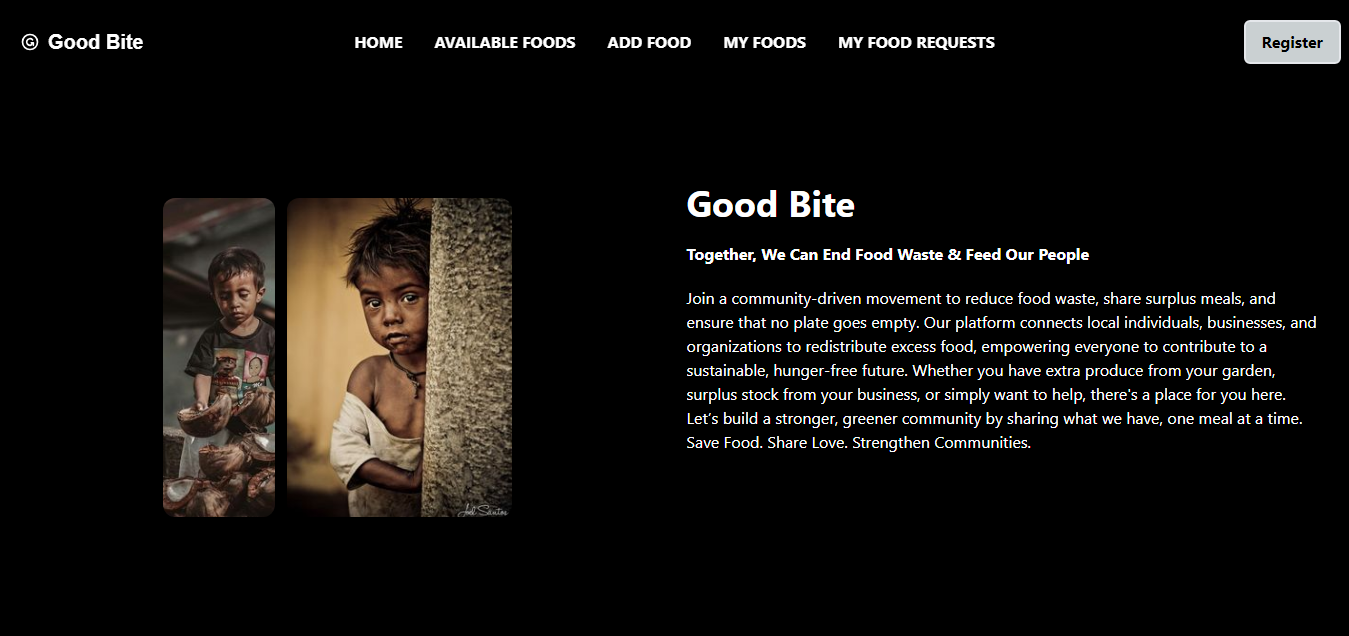 G Good Bite
HOME AVAILABLE FOODS ADD FOOD MY FOODS MY FOOD REQUESTS
Register
Good Bite
Together, We Can End Food Waste & Feed Our People
Join a community-driven movement to reduce food waste, share surplus meals, and
ensure that no plate goes empty. Our platform connects local individuals, businesses, and
organizations to redistribute excess food, empowering everyone to contribute to a
sustainable, hunger-free future. Whether you have extra produce from your garden,
surplus stock from your business, or simply want to help, there's a place for you here.
Let’s build a stronger, greener community by sharing what we have, one meal at a time.
Save Food. Share Love. Strengthen Communities.
Joel Santos